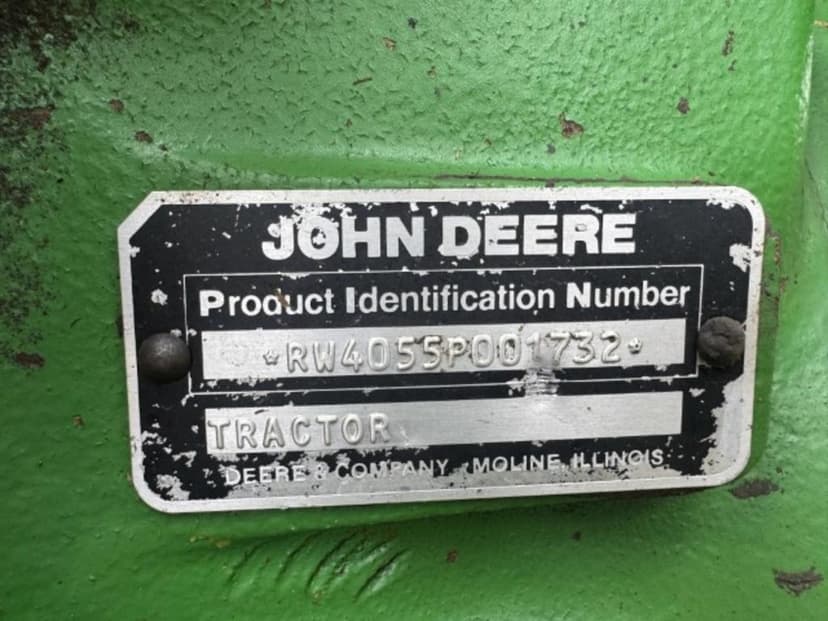 JOHN DEERE
Product Identification Number
*RW4055P001732*
TRACTOR
DEERE & COMPANY MOLINE, ILLINOIS